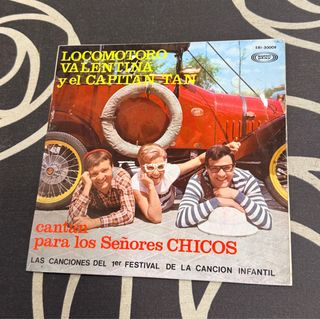 LOCOMOTORO
VALENTINA
y el CAPITAN TAN
cantan
para los Señores CHICOS
LAS CANCIONES DEL 1er FESTIVAL DE LA CANCION INFANTIL